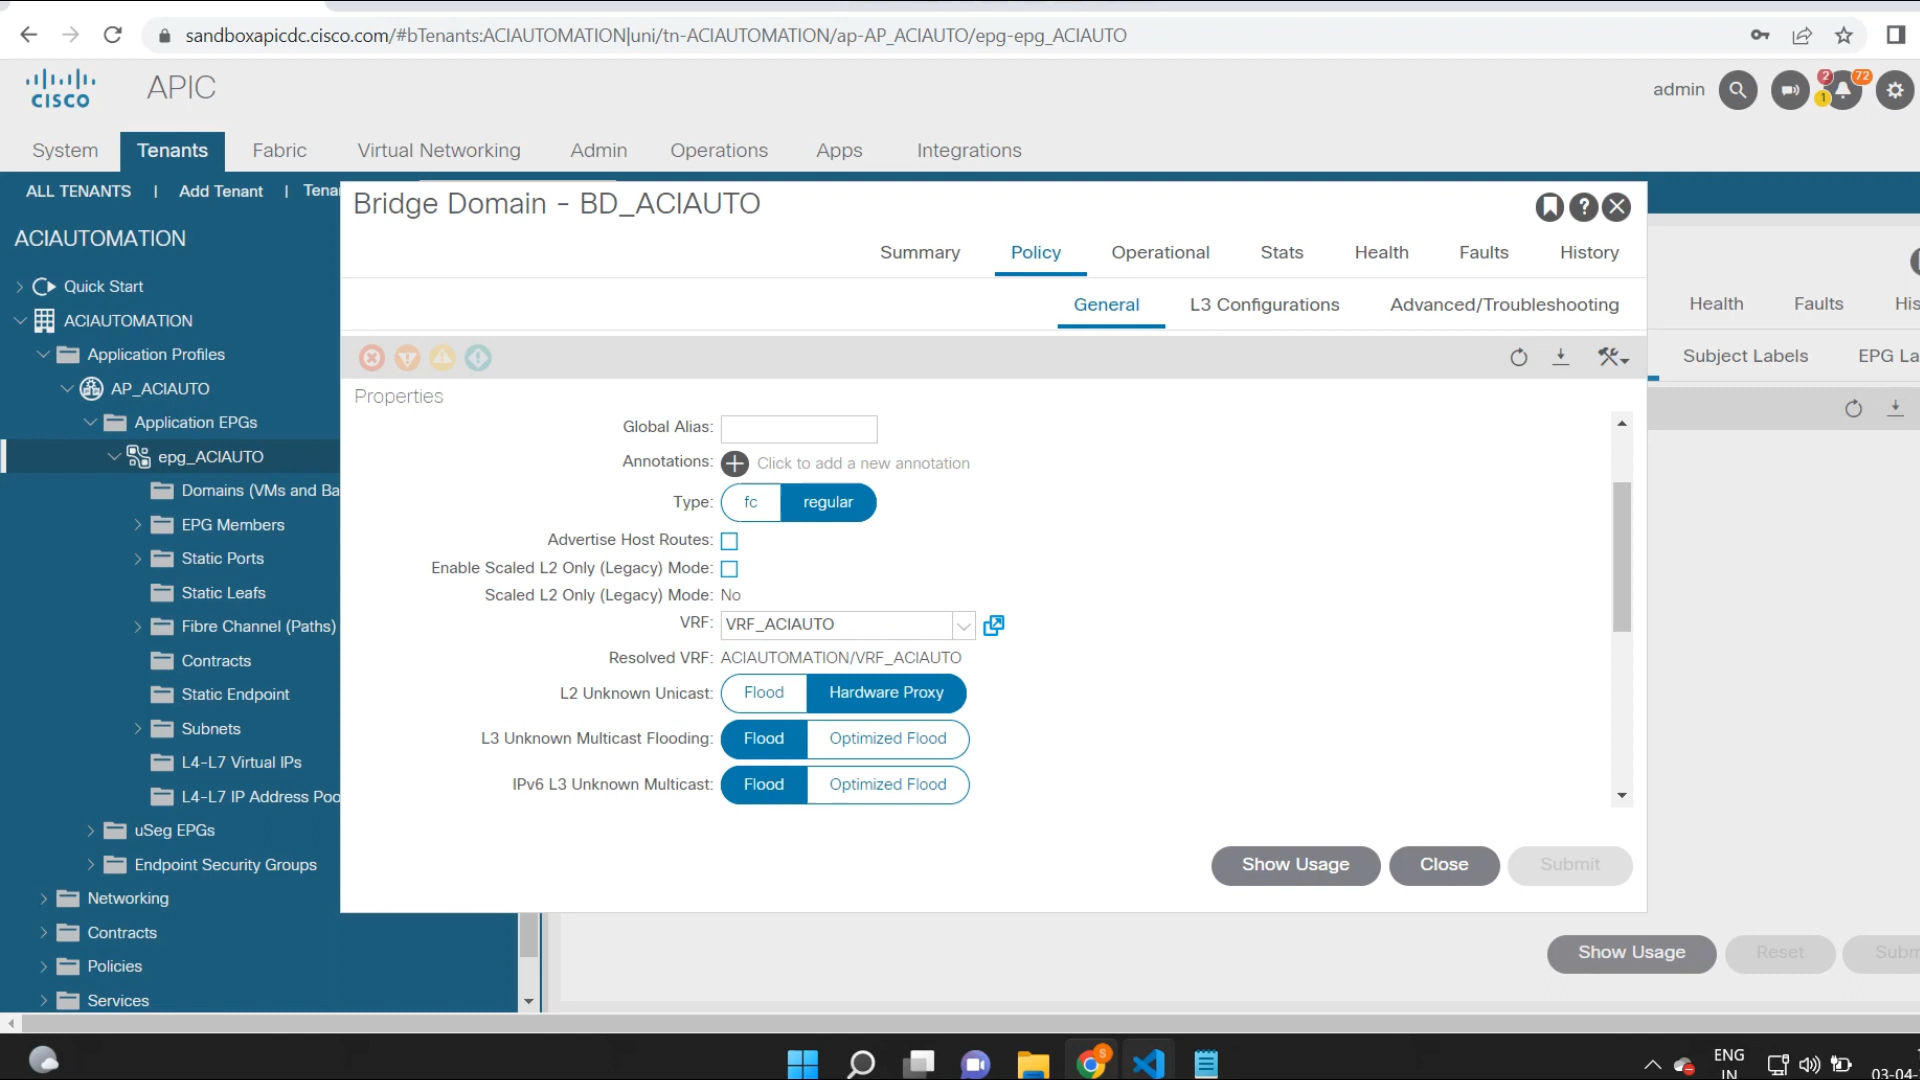 sandboxapicdc.cisco.com/#bTenants:ACIAUTOMATION|uni/tn-ACIAUTOMATION/ap-AP_ACIAUTO/epg-epg_ACIAUTO
CISCO
APIC
admin
2
1
72
System
Tenants
Fabric
Virtual Networking
Admin
Operations
Apps
Integrations
ALL TENANTS | Add Tenant | Tena
ACIAUTOMATION
Quick Start
ACIAUTOMATION
Application Profiles
AP_ACIAUTO
Application EPGs
epg_ACIAUTO
Domains (VMs and Ba
EPG Members
Static Ports
Static Leafs
Fibre Channel (Paths)
Contracts
Static Endpoint
Subnets
L4-L7 Virtual IPs
L4-L7 IP Address Poo
uSeg EPGs
Endpoint Security Groups
Networking
Contracts
Policies
Services
Bridge Domain - BD_ACIAUTO
Summary
Policy
Operational
Stats
Health
Faults
History
General
L3 Configurations
Advanced/Troubleshooting
Properties
Global Alias:
Annotations: Click to add a new annotation
Type: fc regular
Advertise Host Routes:
Enable Scaled L2 Only (Legacy) Mode:
Scaled L2 Only (Legacy) Mode: No
VRF: VRF_ACIAUTO
Resolved VRF: ACIAUTOMATION/VRF_ACIAUTO
L2 Unknown Unicast: Flood Hardware Proxy
L3 Unknown Multicast Flooding: Flood Optimized Flood
IPv6 L3 Unknown Multicast: Flood Optimized Flood
Show Usage
Close
Submit
Health
Faults
His
Subject Labels
EPG La
Show Usage
Reset
Subm
S
ENG
IN
03-04-